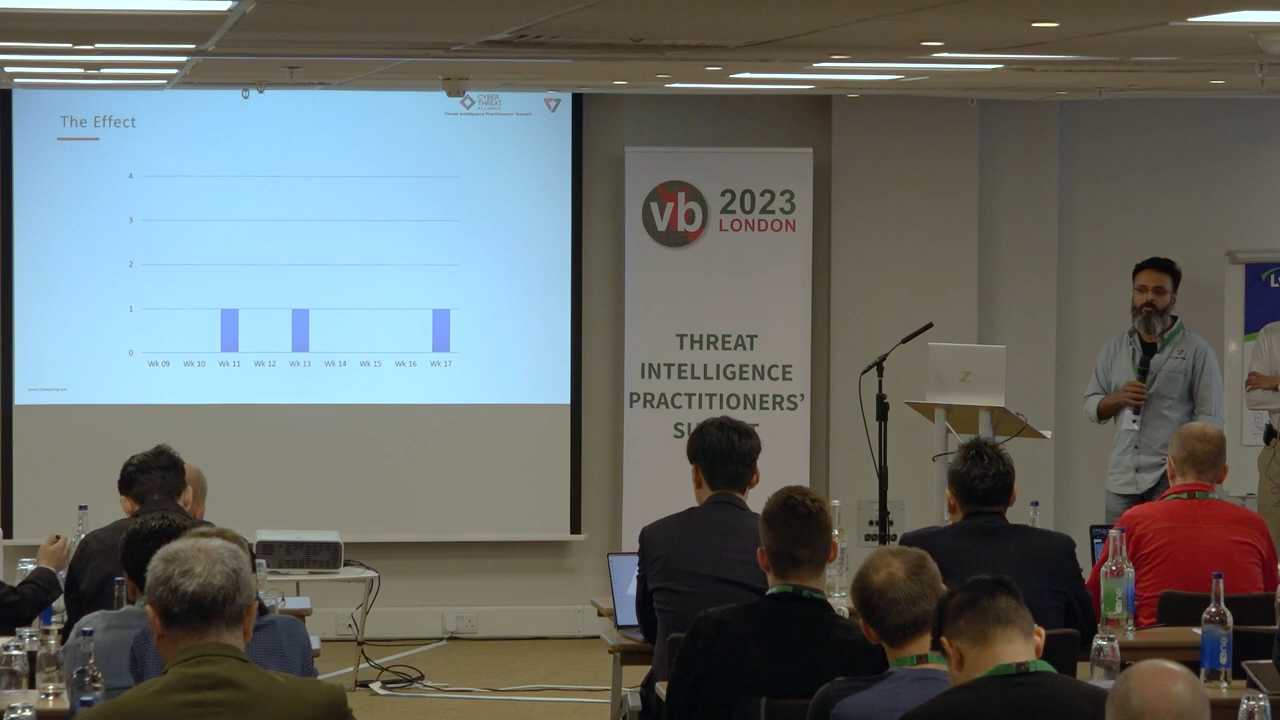 The Effect
CYBER
THREAT
ALLIANCE
Threat Intelligence Practitioners' Summit
4
3
2
1
0
Wk 09 Wk 10 Wk 11 Wk 12 Wk 13 Wk 14 Wk 15 Wk 16 Wk 17
vb 2023
LONDON
THREAT
INTELLIGENCE
PRACTITIONERS'
Z